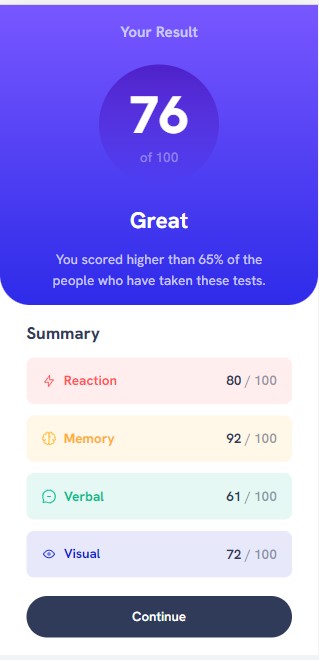 Your Result
76
of 100
Great
You scored higher than 65% of the
people who have taken these tests.
Summary
Reaction 80 / 100
Memory 92 / 100
Verbal 61 / 100
Visual 72 / 100
Continue